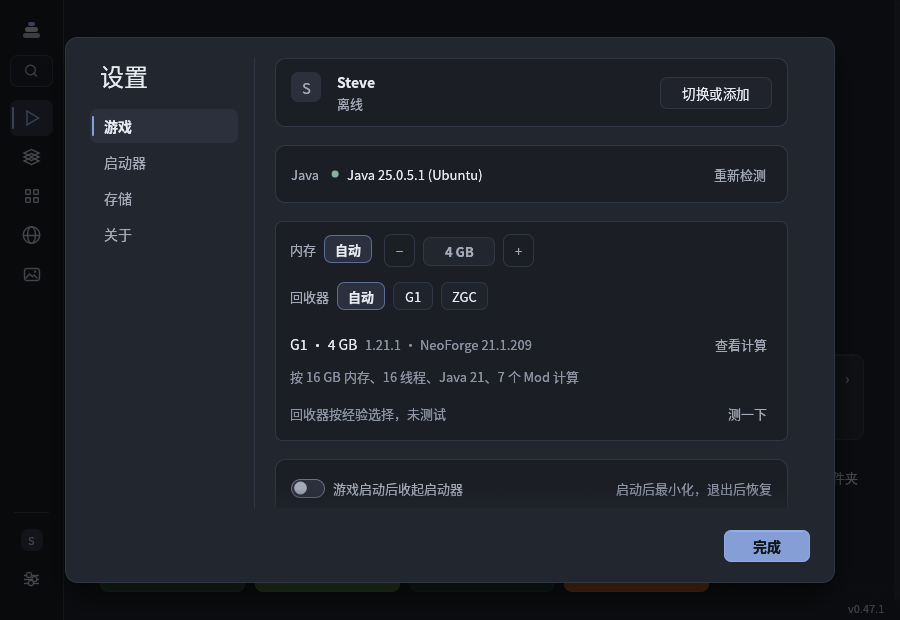 设置
游戏
启动器
存储
关于
S
Steve
离线
切换或添加
Java
Java 25.0.5.1 (Ubuntu)
重新检测
内存 自动 − 4 GB +
回收器 自动 G1 ZGC
G1 • 4 GB 1.21.1 • NeoForge 21.1.209
查看计算
按 16 GB 内存、16 线程、Java 21、7 个 Mod 计算
回收器按经验选择，未测试
测一下
游戏启动后收起启动器
启动后最小化，退出后恢复
完成
件夹
S
v0.47.1